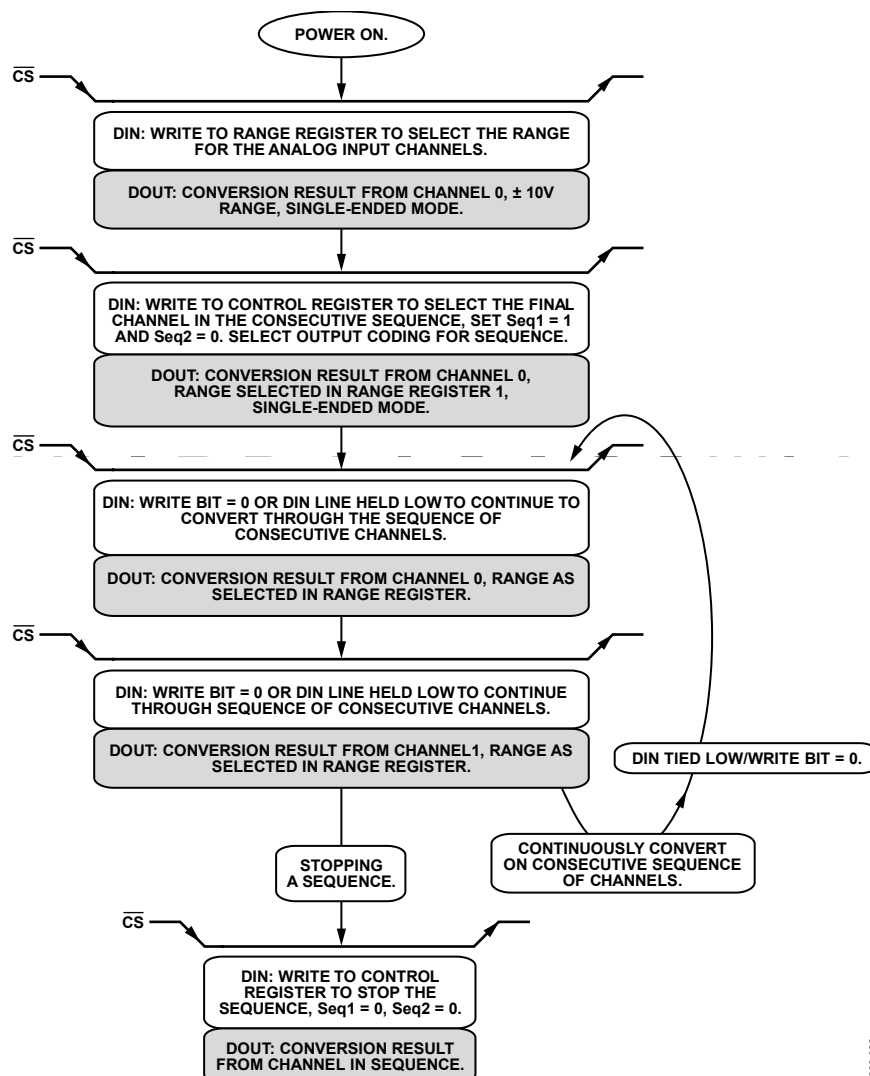 POWER ON.
CS
DIN: WRITE TO RANGE REGISTER TO SELECT THE RANGE
FOR THE ANALOG INPUT CHANNELS.
DOUT: CONVERSION RESULT FROM CHANNEL 0, ± 10V
RANGE, SINGLE-ENDED MODE.
CS
DIN: WRITE TO CONTROL REGISTER TO SELECT THE FINAL
CHANNEL IN THE CONSECUTIVE SEQUENCE, SET Seq1 = 1
AND Seq2 = 0. SELECT OUTPUT CODING FOR SEQUENCE.
DOUT: CONVERSION RESULT FROM CHANNEL 0,
RANGE SELECTED IN RANGE REGISTER 1,
SINGLE-ENDED MODE.
CS
DIN: WRITE BIT = 0 OR DIN LINE HELD LOW TO CONTINUE TO
CONVERT THROUGH THE SEQUENCE OF
CONSECUTIVE CHANNELS.
DOUT: CONVERSION RESULT FROM CHANNEL 0, RANGE AS
SELECTED IN RANGE REGISTER.
CS
DIN: WRITE BIT = 0 OR DIN LINE HELD LOW TO CONTINUE
THROUGH SEQUENCE OF CONSECUTIVE CHANNELS.
DOUT: CONVERSION RESULT FROM CHANNEL1, RANGE AS
SELECTED IN RANGE REGISTER.
DIN TIED LOW/WRITE BIT = 0.
STOPPING
A SEQUENCE.
CONTINUOUSLY CONVERT
ON CONSECUTIVE SEQUENCE
OF CHANNELS.
CS
DIN: WRITE TO CONTROL
REGISTER TO STOP THE
SEQUENCE, Seq1 = 0, Seq2 = 0.
DOUT: CONVERSION RESULT
FROM CHANNEL IN SEQUENCE.